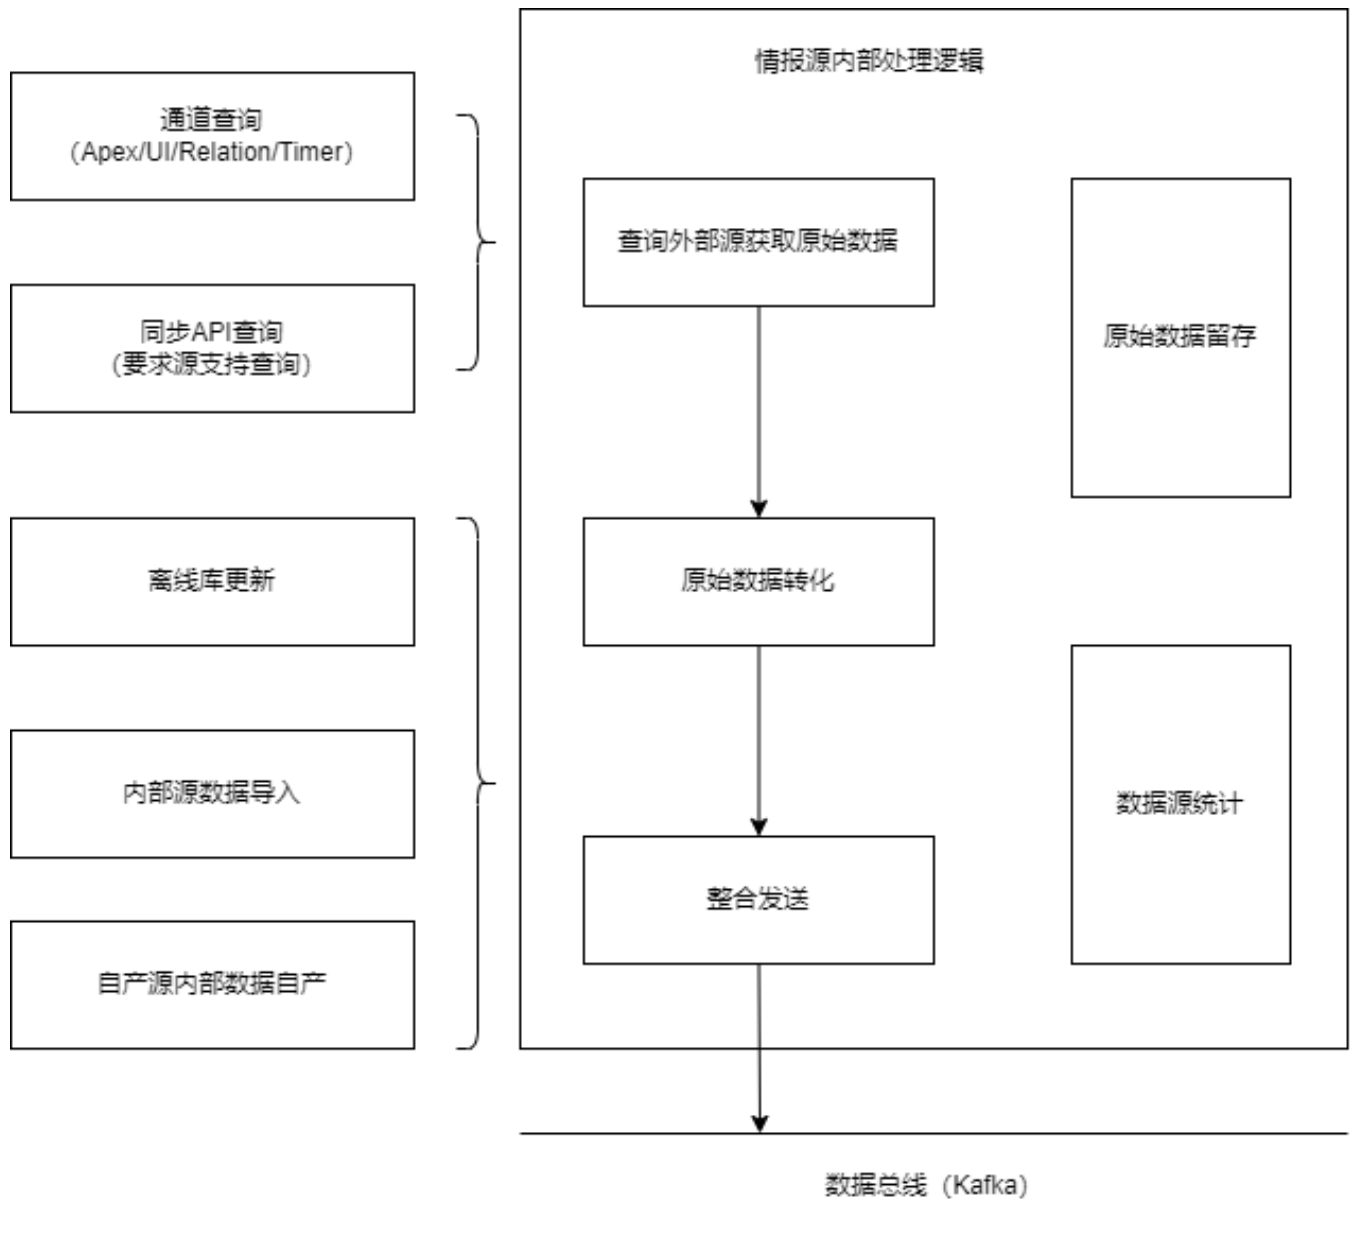 情报源内部处理逻辑
通道查询
（Apex/UI/Relation/Timer）
同步API查询
（要求源支持查询）
离线库更新
内部源数据导入
自产源内部数据自产
查询外部源获取原始数据
原始数据转化
整合发送
原始数据留存
数据源统计
数据总线（Kafka）